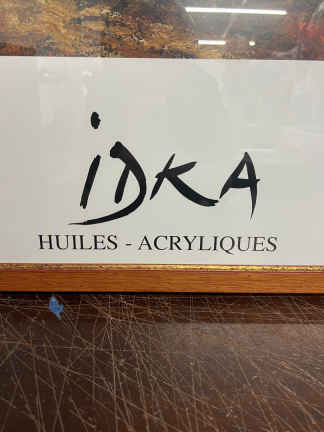 iDKA
HUILES - ACRYLIQUES